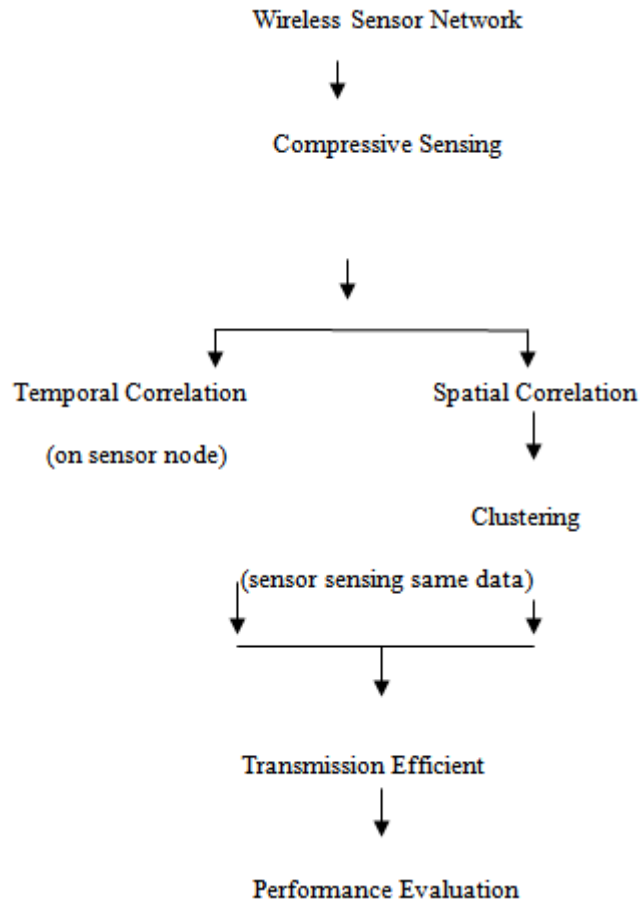 Wireless Sensor Network
Compressive Sensing
Temporal Correlation
(on sensor node)
Spatial Correlation
Clustering
(sensor sensing same data)
Transmission Efficient
Performance Evaluation